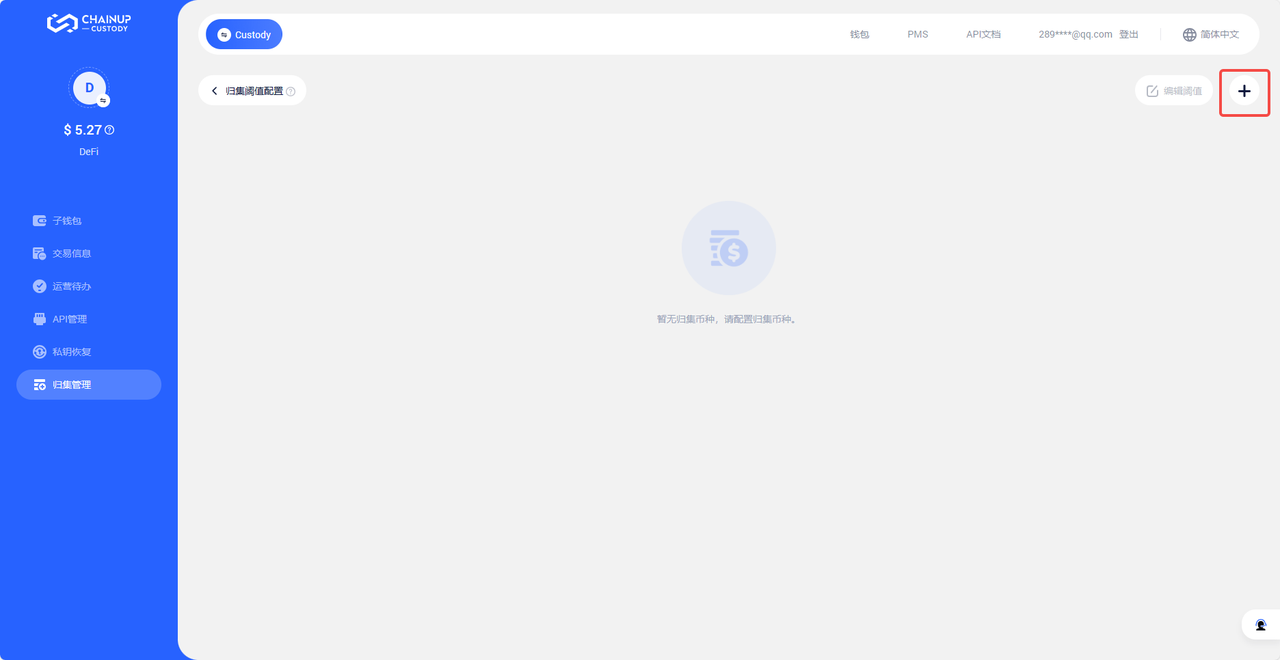 CHAINUP
CUSTODY
Custody
钱包
PMS
API文档
289****@qq.com 登出
简体中文
D
$ 5.27
DeFi
归集阈值配置
编辑阈值
子钱包
交易信息
运营待办
API管理
私钥恢复
归集管理
暂无归集币种，请配置归集币种。